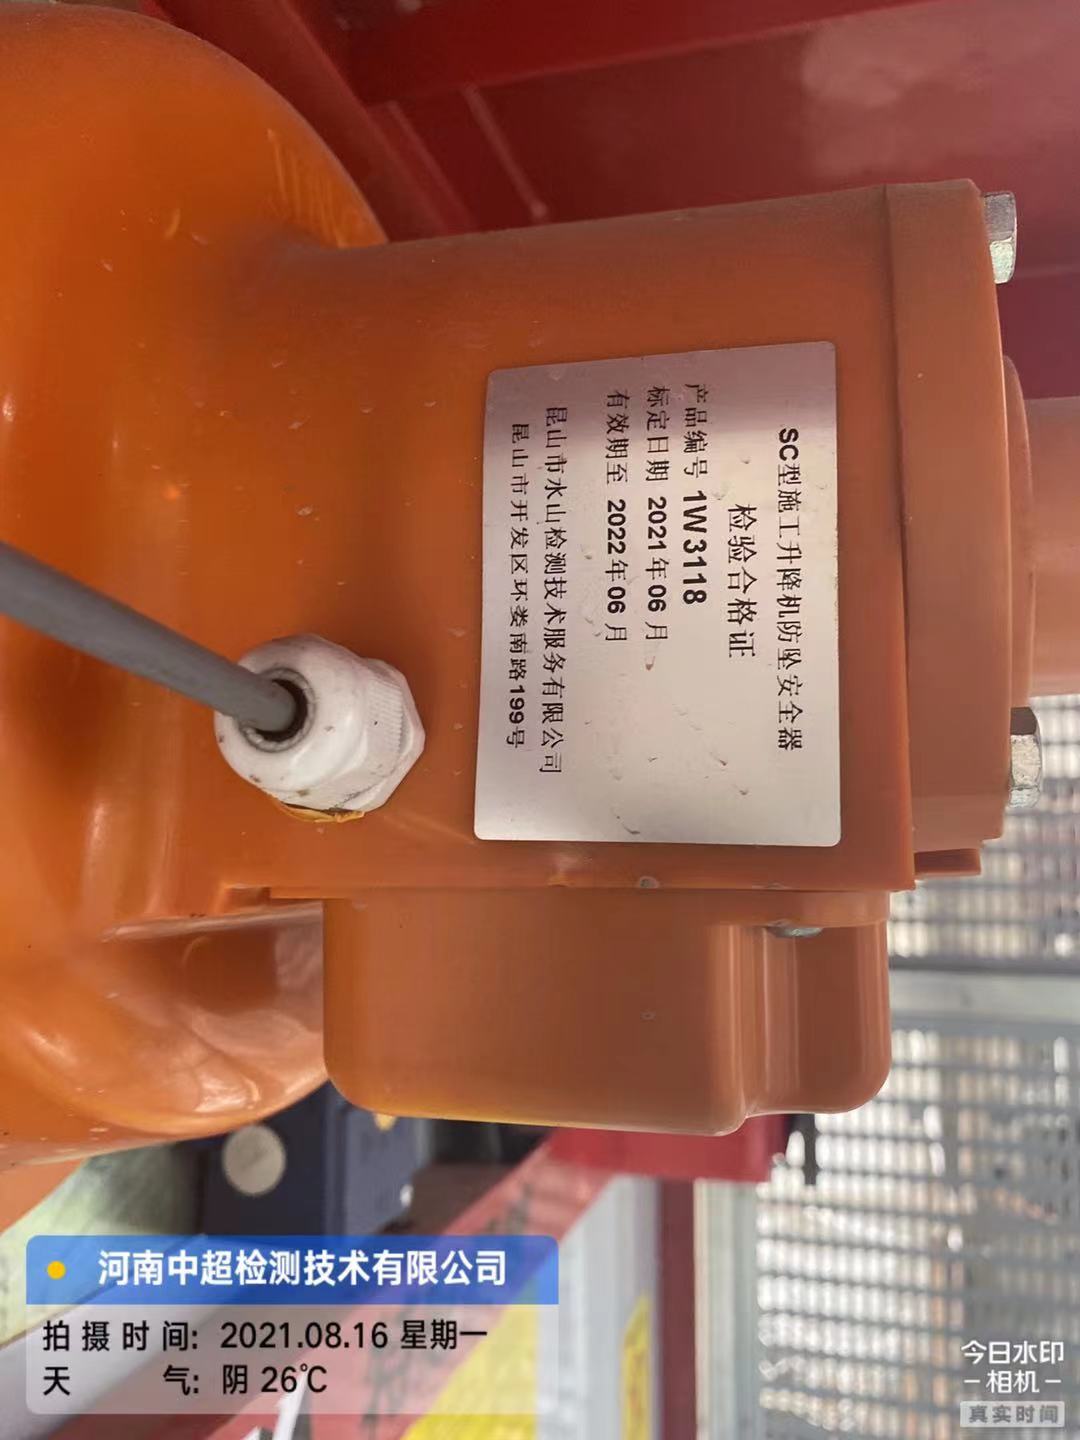 SC型施工升降机防坠安全器
检验合格证
产品编号 1W3118
标定日期 2021年06月
有效期至 2022年06月
昆山市水山检测技术服务有限公司
昆山市开发区环娄南路199号
河南中超检测技术有限公司
拍摄时间: 2021.08.16 星期一
天气: 阴 26℃
今日水印
-相机-
真实时间